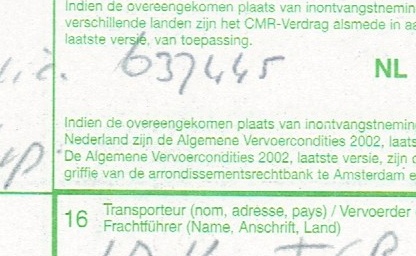 Indien de overeengekomen plaats van inontvangstneming
verschillende landen zijn het CMR-Verdrag alsmede in aa
laatste versie, van toepassing.
637445
NL
Indien de overeengekomen plaats van inontvangstneming
Nederland zijn de Algemene Vervoercondities 2002, laats
De Algemene Vervoercondities 2002, laatste versie, zijn
griffie van de arrondissementsrechtbank te Amsterdam e
16 Transporteur (nom, adresse, pays) / Vervoerder
Frachtführer (Name, Anschrift, Land)